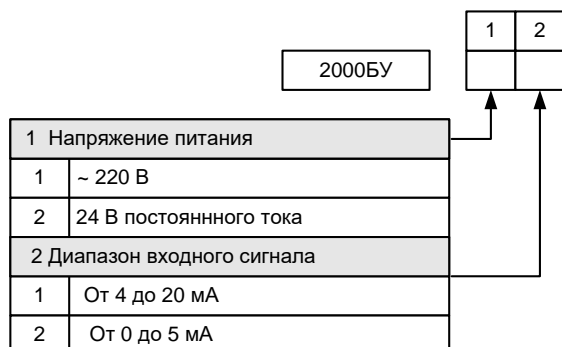 1 2
2000БУ
1 Напряжение питания
1 ~ 220 В
2 24 В постояннного тока
2 Диапазон входного сигнала
1 От 4 до 20 мА
2 От 0 до 5 мА